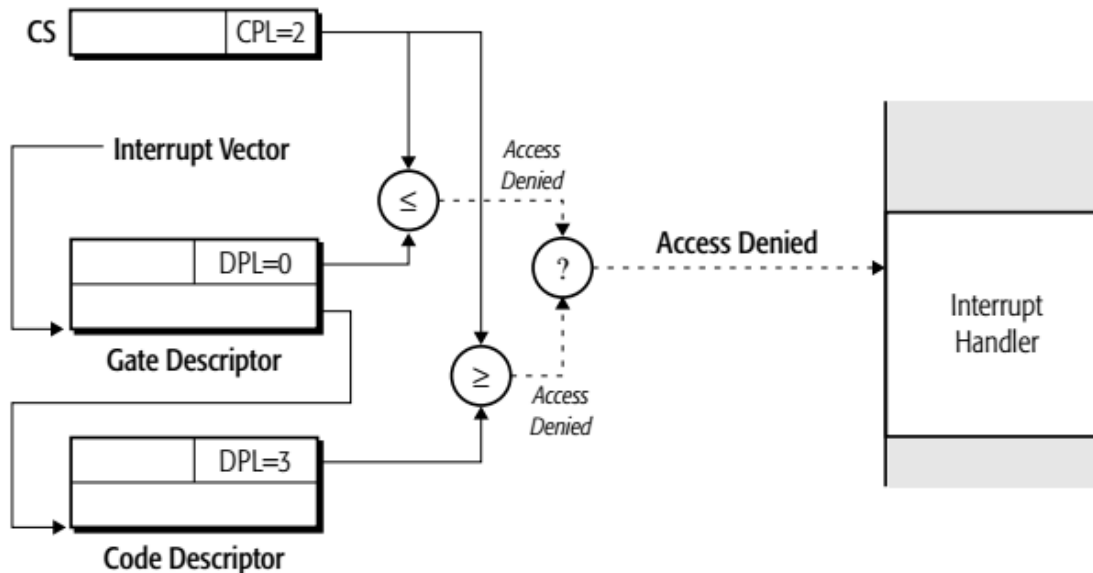 CS
CPL=2
Interrupt Vector
Access
Denied
≤
DPL=0
Access Denied
?
Interrupt
Handler
Gate Descriptor
≥
Access
Denied
DPL=3
Code Descriptor